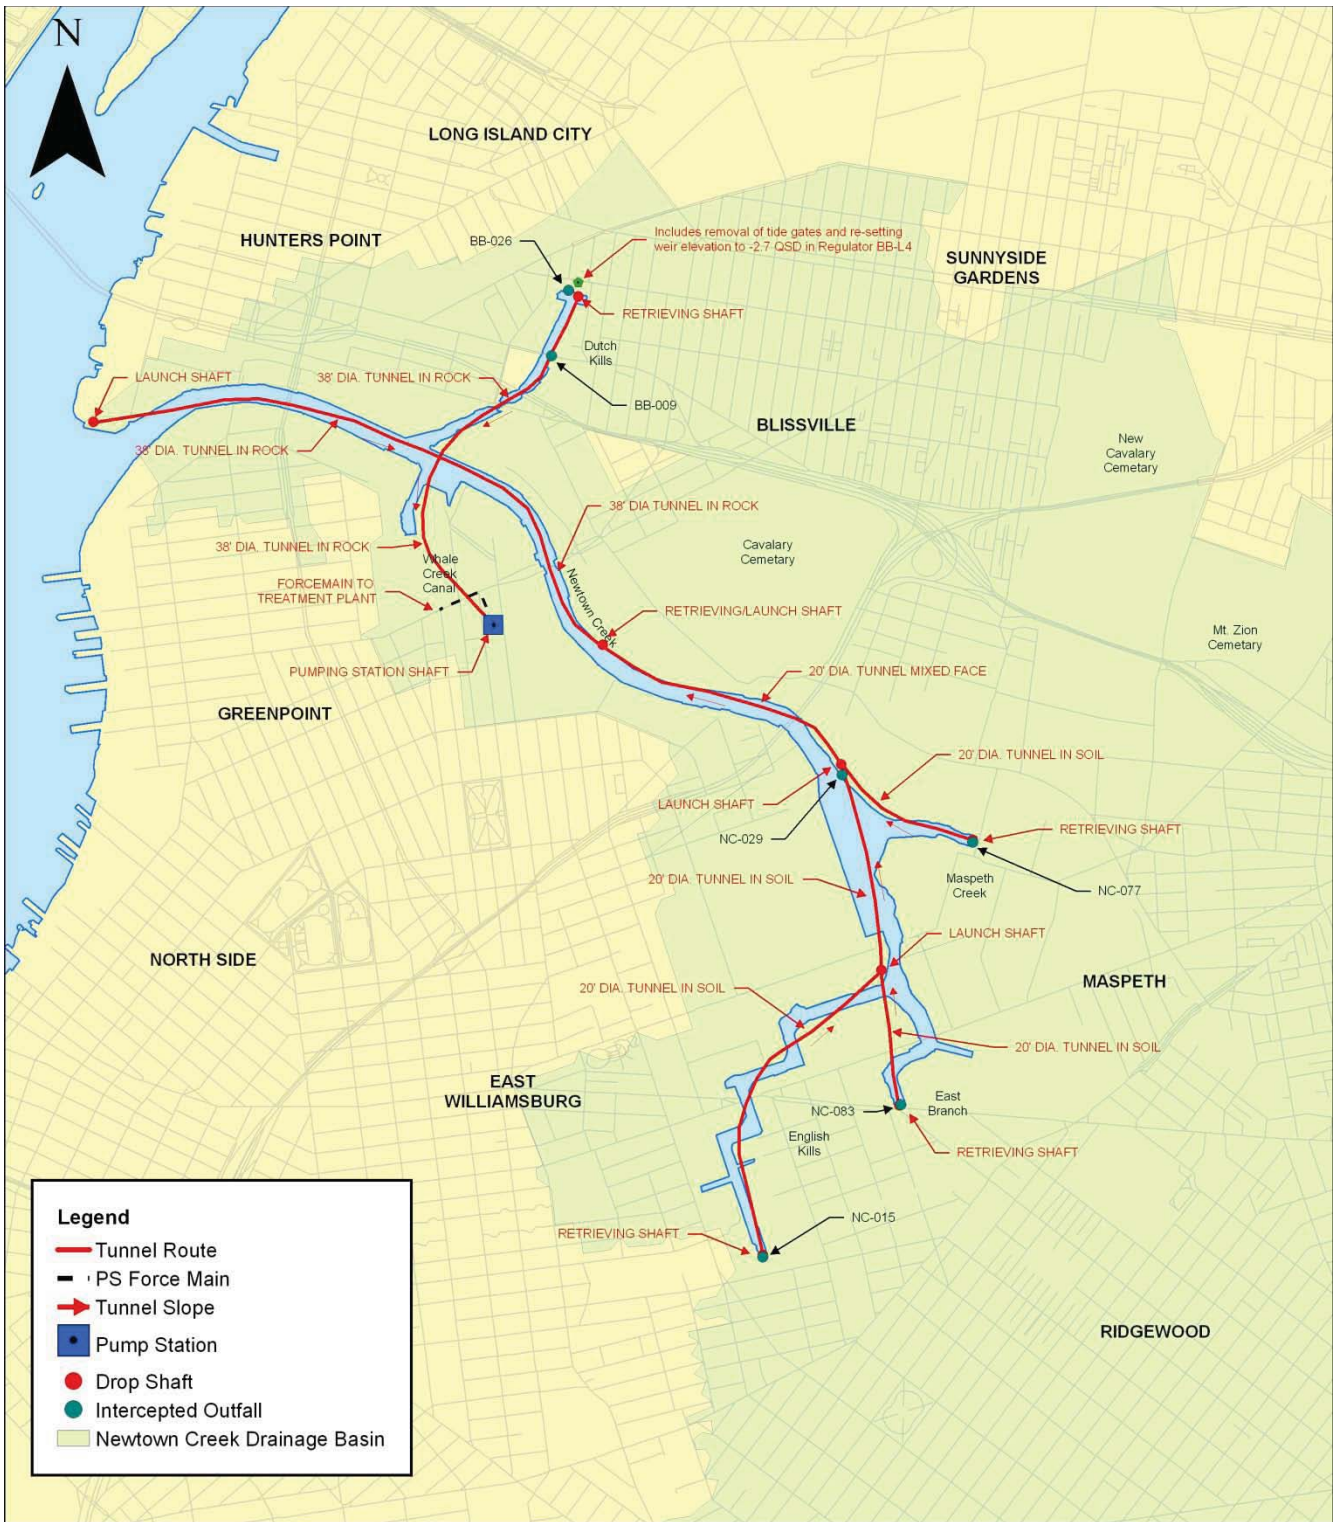 N
LONG ISLAND CITY
HUNTERS POINT
BB-026
Includes removal of tide gates and re-setting
weir elevation to -2.7 QSD in Regulator BB-L4
SUNNYSIDE
GARDENS
RETRIEVING SHAFT
Dutch
Kills
LAUNCH SHAFT
38' DIA. TUNNEL IN ROCK
BB-009
BLISSVILLE
38' DIA. TUNNEL IN ROCK
New
Cavalary
Cemetary
38' DIA TUNNEL IN ROCK
38' DIA. TUNNEL IN ROCK
Whale
Creek
Canal
Cavalary
Cemetary
FORCEMAIN TO
TREATMENT PLANT
Newtown Creek
RETRIEVING/LAUNCH SHAFT
Mt. Zion
Cemetary
PUMPING STATION SHAFT
20' DIA. TUNNEL MIXED FACE
GREENPOINT
20' DIA. TUNNEL IN SOIL
LAUNCH SHAFT
RETRIEVING SHAFT
NC-029
20' DIA. TUNNEL IN SOIL
Maspeth
Creek
NC-077
LAUNCH SHAFT
NORTH SIDE
MASPETH
20' DIA. TUNNEL IN SOIL
20' DIA. TUNNEL IN SOIL
EAST
WILLIAMSBURG
NC-083
East
Branch
English
Kills
RETRIEVING SHAFT
NC-015
RETRIEVING SHAFT
RIDGEWOOD
Legend
Tunnel Route
PS Force Main
Tunnel Slope
Pump Station
Drop Shaft
Intercepted Outfall
Newtown Creek Drainage Basin